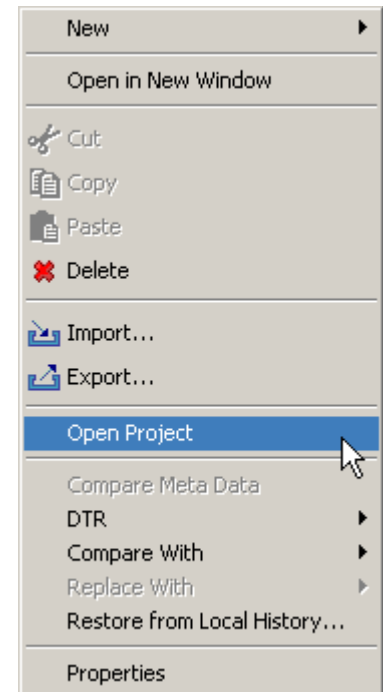 New
Open in New Window
Cut
Copy
Paste
Delete
Import...
Export...
Open Project
Compare Meta Data
DTR
Compare With
Replace With
Restore from Local History...
Properties